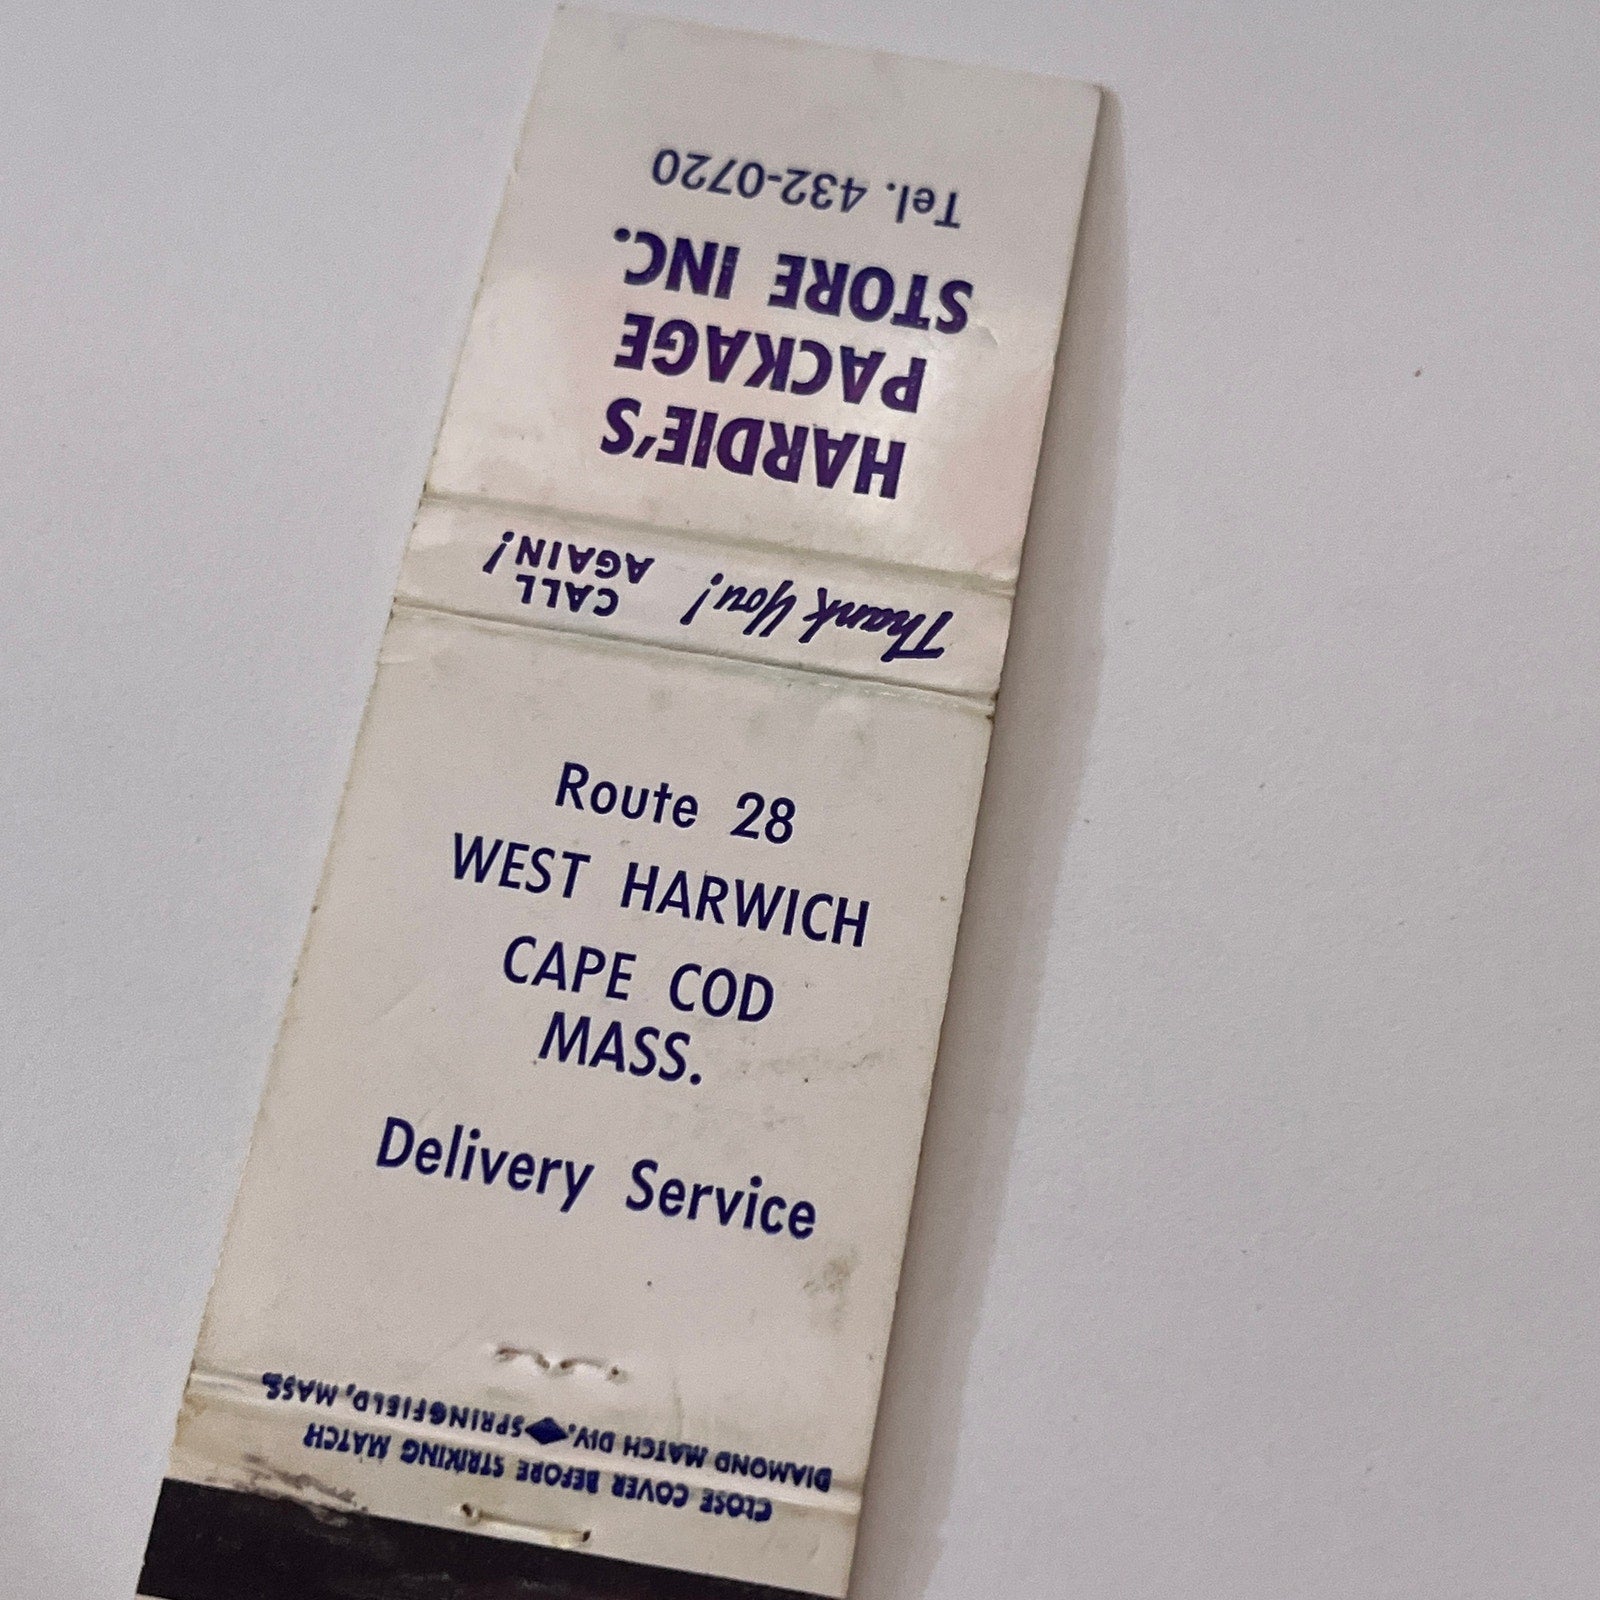 HARDIE'S
PACKAGE
STORE INC.
Tel. 432-0720
Thank You!
CALL
AGAIN!
Route 28
WEST HARWICH
CAPE COD
MASS.
Delivery Service
CLOSE COVER BEFORE STRIKING MATCH
DIAMOND MATCH DIV. SPRINGFIELD, MASS.